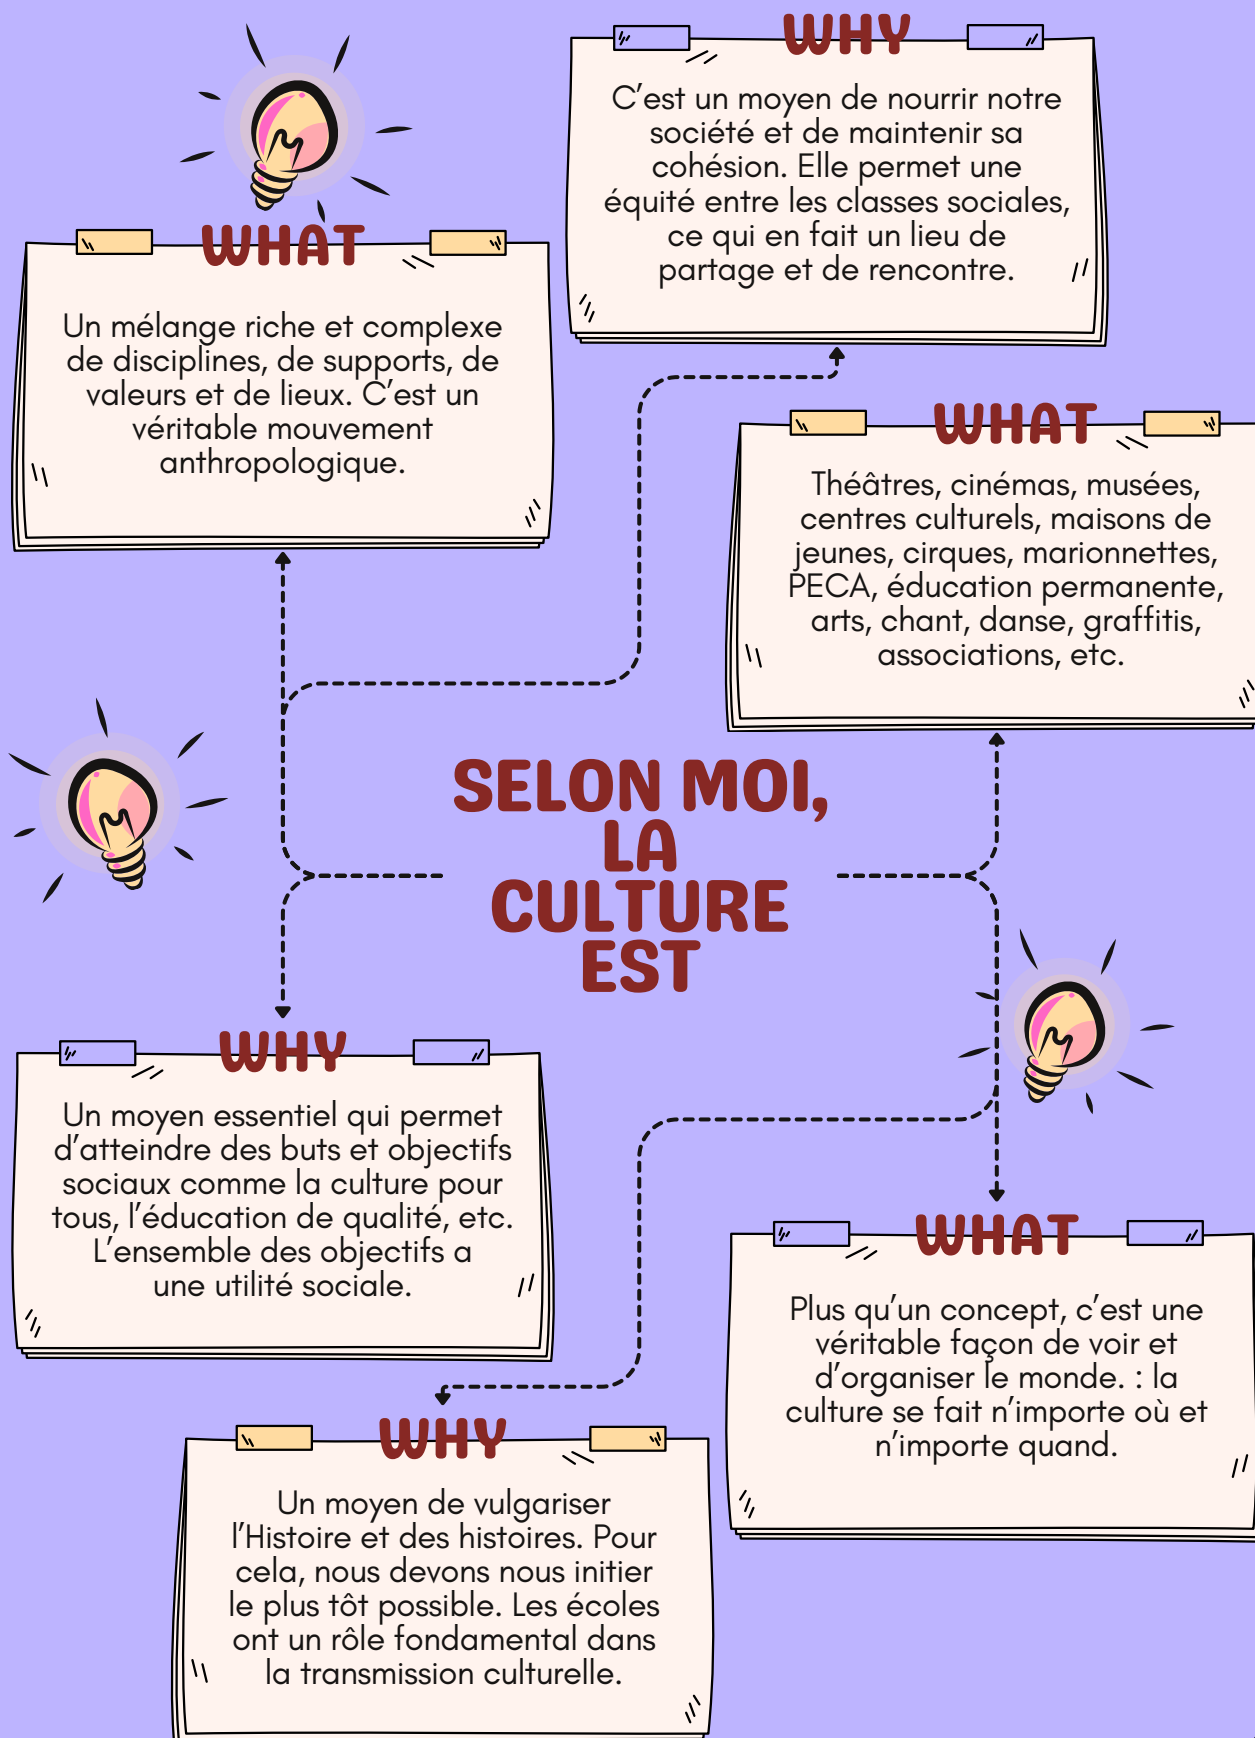 WHY
C'est un moyen de nourrir notre
société et de maintenir sa
cohésion. Elle permet une
équité entre les classes sociales,
ce qui en fait un lieu de
partage et de rencontre.
WHAT
Un mélange riche et complexe
de disciplines, de supports, de
valeurs et de lieux. C'est un
véritable mouvement
anthropologique.
WHAT
Théâtres, cinémas, musées,
centres culturels, maisons de
jeunes, cirques, marionnettes,
PECA, éducation permanente,
arts, chant, danse, graffitis,
associations, etc.
SELON MOI,
LA
CULTURE
EST
WHY
Un moyen essentiel qui permet
d'atteindre des buts et objectifs
sociaux comme la culture pour
tous, l'éducation de qualité, etc.
L'ensemble des objectifs a
une utilité sociale.
WHAT
Plus qu'un concept, c'est une
véritable façon de voir et
d'organiser le monde. : la
culture se fait n'importe où et
n'importe quand.
WHY
Un moyen de vulgariser
l'Histoire et des histoires. Pour
cela, nous devons nous initier
le plus tôt possible. Les écoles
ont un rôle fondamental dans
la transmission culturelle.